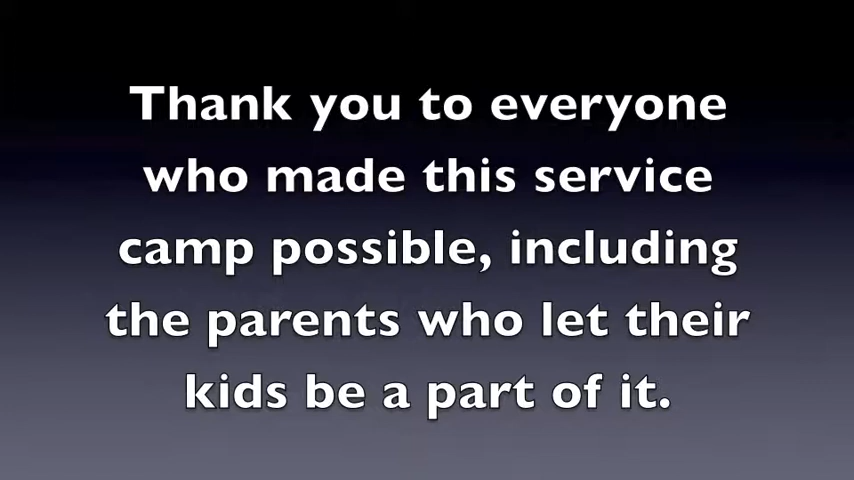 Thank you to everyone
who made this service
camp possible, including
the parents who let their
kids be a part of it.